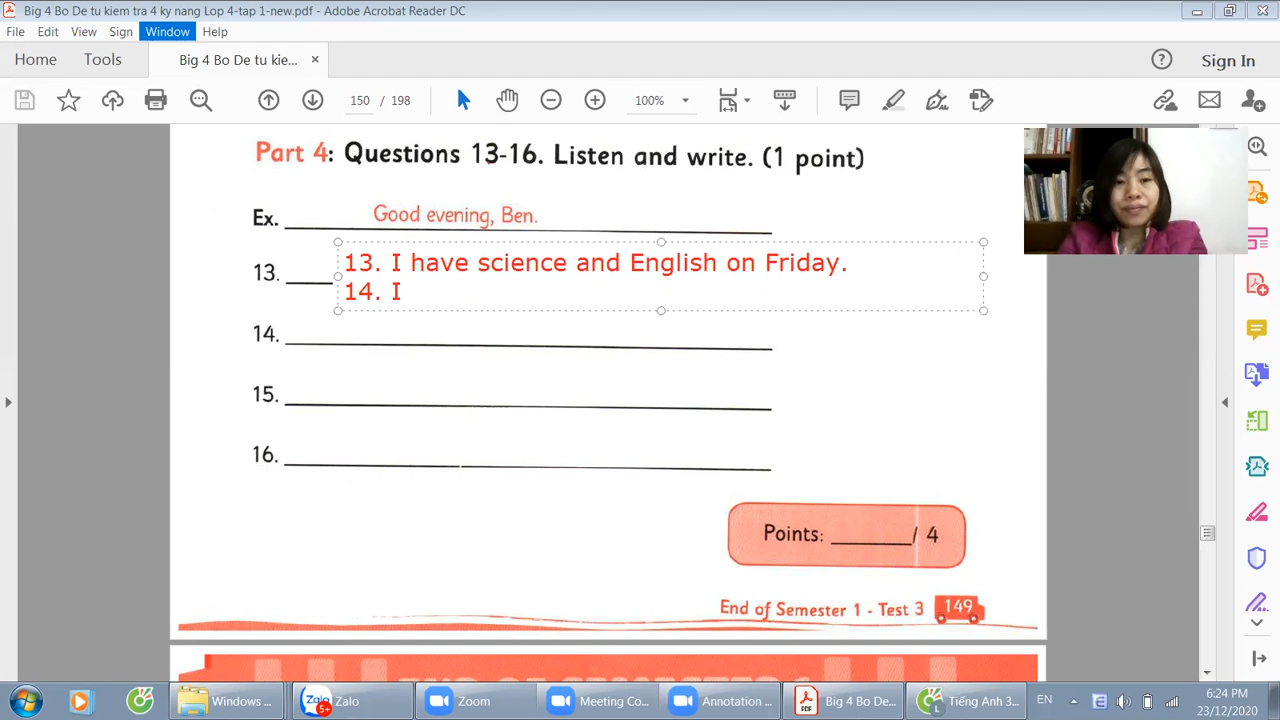 Big 4 Bo De tu kiem tra 4 ky nang Lop 4-tap 1-new.pdf - Adobe Acrobat Reader DC
File Edit View Sign Window Help
Home Tools Big 4 Bo De tu kie... × Sign In
150 / 198 100%
Part 4: Questions 13-16. Listen and write. (1 point)
Ex. Good evening, Ben.
13. 13. I have science and English on Friday.
14. I
14.
15.
16.
Points: ______/ 4
End of Semester 1 - Test 3 149
Windows ... Zalo 5+ Zalo Zoom Meeting Co... Annotation ... Big 4 Bo De... Tiếng Anh 3... EN 6:24 PM
23/12/2020